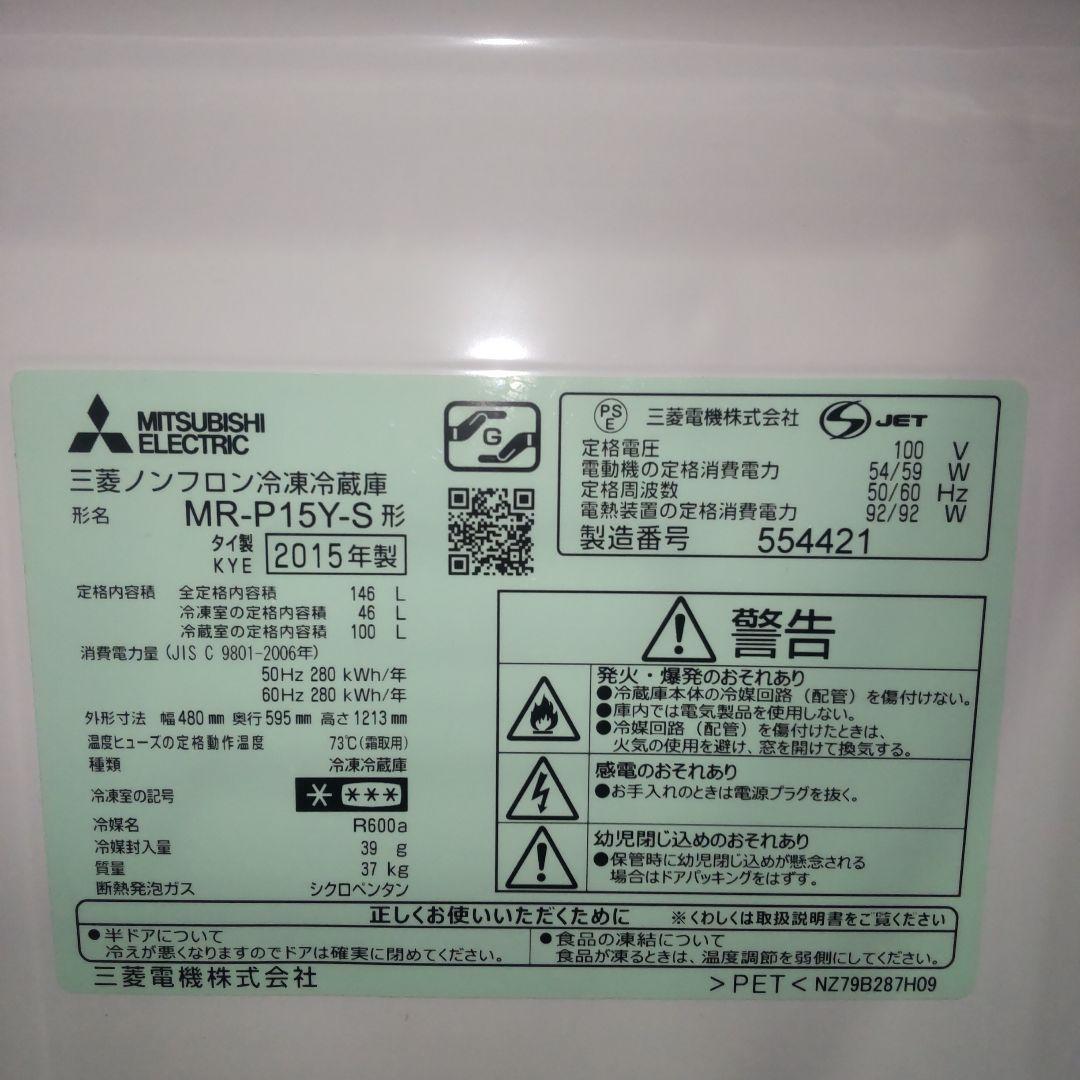 MITSUBISHI
ELECTRIC
三菱ノンフロン冷凍冷蔵庫
形名 MR-P15Y-S形
タイ製
KYE 2015年製
定格内容積 全定格内容積 146 L
冷凍室の定格内容積 46 L
冷蔵室の定格内容積 100 L
消費電力量(JIS C 9801-2006年)
50Hz 280 kWh/年
60Hz 280 kWh/年
外形寸法 幅480mm 奥行595mm 高さ1213mm
温度ヒューズの定格動作温度 73℃(霜取用)
種類 冷凍冷蔵庫
冷凍室の記号 * ***
冷媒名 R600a
冷媒封入量 39 g
質量 37 kg
断熱発泡ガス シクロペンタン
G
PS
E 三菱電機株式会社 JET
定格電圧 100 V
電動機の定格消費電力 54/59 W
定格周波数 50/60 Hz
電熱装置の定格消費電力 92/92 W
製造番号 554421
警告
発火・爆発のおそれあり
●冷蔵庫本体の冷媒回路（配管）を傷付けない。
●庫内では電気製品を使用しない。
●冷媒回路（配管）を傷付けたときは、
火気の使用を避け、窓を開けて換気する。
感電のおそれあり
●お手入れのときは電源プラグを抜く。
幼児閉じ込めのおそれあり
●保管時に幼児閉じ込めが懸念される
場合はドアパッキングをはずす。
正しくお使いいただくために ※くわしくは取扱説明書をご覧ください
●半ドアについて
冷えが悪くなりますのでドアは確実に閉めてください。
●食品の凍結について
食品が凍るときは、温度調節を弱側にしてください。
三菱電機株式会社
>PET< NZ79B287H09